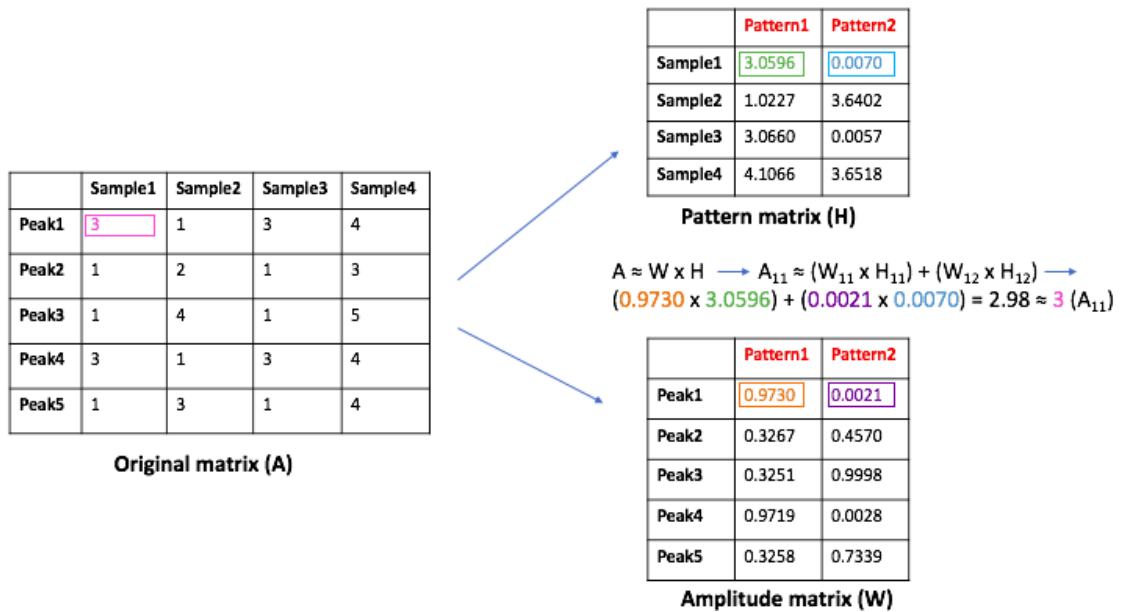 Pattern1 Pattern2
Sample1 3.0596 0.0070
Sample2 1.0227 3.6402
Sample3 3.0660 0.0057
Sample4 4.1066 3.6518
Pattern matrix (H)
Sample1 Sample2 Sample3 Sample4
Peak1 3 1 3 4
Peak2 1 2 1 3
Peak3 1 4 1 5
Peak4 3 1 3 4
Peak5 1 3 1 4
Original matrix (A)
A ≈ W x H → A₁₁ ≈ (W₁₁ x H₁₁) + (W₁₂ x H₁₂) →
(0.9730 x 3.0596) + (0.0021 x 0.0070) = 2.98 ≈ 3 (A₁₁)
Pattern1 Pattern2
Peak1 0.9730 0.0021
Peak2 0.3267 0.4570
Peak3 0.3251 0.9998
Peak4 0.9719 0.0028
Peak5 0.3258 0.7339
Amplitude matrix (W)